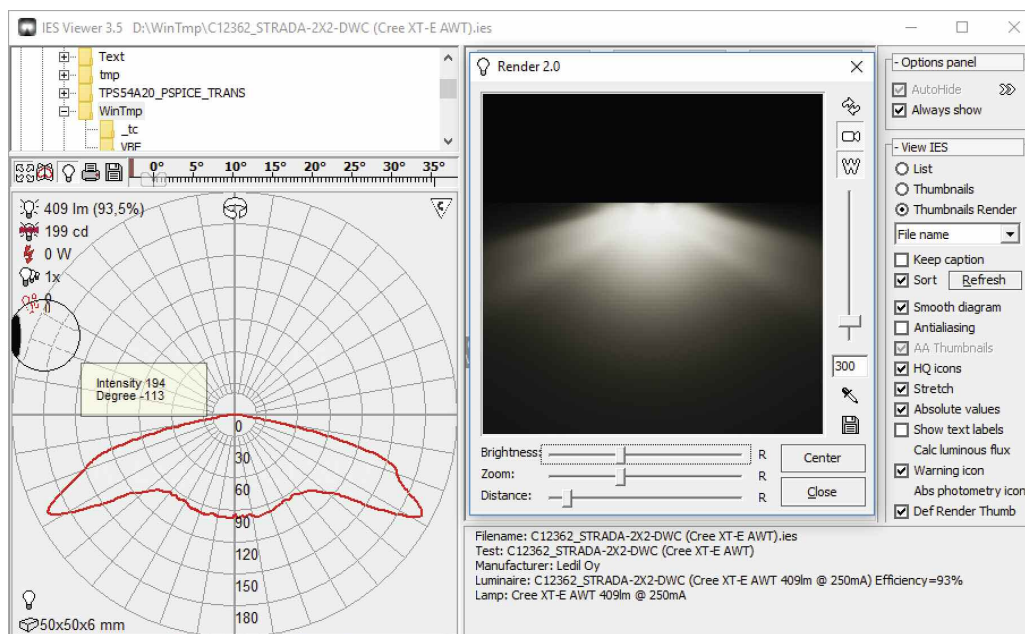 IES Viewer 3.5 D:\WinTmp\C12362_STRADA-2X2-DWC (Cree XT-E AWT).ies
Text
tmp
TPS54A20_PSPICE_TRANS
WinTmp
_tc
VBE
0° 5° 10° 15° 20° 25° 30° 35°
409 lm (93,5%)
C
199 cd
0 W
1x
0
0
Intensity 194
Degree -113
0
30
60
90
120
150
180
50x50x6 mm
Render 2.0
300
Brightness: R
Zoom: R
Distance: R
Center
Close
- Options panel
AutoHide
Always show
- View IES
List
Thumbnails
Thumbnails Render
File name
Keep caption
Sort Refresh
Smooth diagram
Antialiasing
AA Thumbnails
HQ icons
Stretch
Absolute values
Show text labels
Calc luminous flux
Warning icon
Abs photometry icon
Def Render Thumb
Filename: C12362_STRADA-2X2-DWC (Cree XT-E AWT).ies
Test: C12362_STRADA-2X2-DWC (Cree XT-E AWT)
Manufacturer: Ledil Oy
Luminaire: C12362_STRADA-2X2-DWC (Cree XT-E AWT 409lm @ 250mA) Efficiency=93%
Lamp: Cree XT-E AWT 409lm @ 250mA